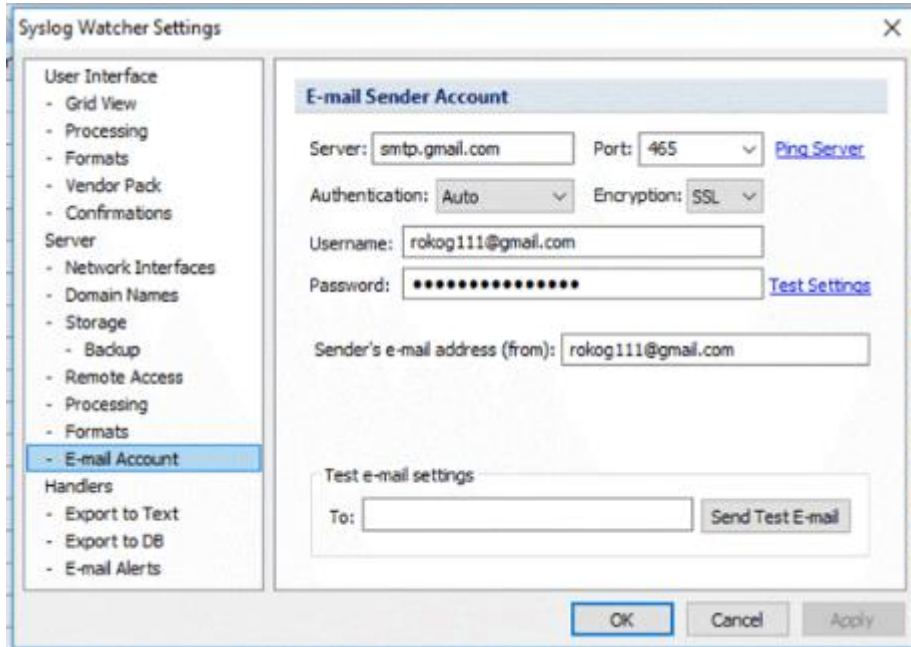 Syslog Watcher Settings
User Interface
- Grid View
- Processing
- Formats
- Vendor Pack
- Confirmations
Server
- Network Interfaces
- Domain Names
- Storage
- Backup
- Remote Access
- Processing
- Formats
- E-mail Account
Handlers
- Export to Text
- Export to DB
- E-mail Alerts
E-mail Sender Account
Server: smtp.gmail.com Port: 465 Ping Server
Authentication: Auto Encryption: SSL
Username: rokog111@gmail.com
Password: ●●●●●●●●●●●●●●● Test Settings
Sender's e-mail address (from): rokog111@gmail.com
Test e-mail settings
To: Send Test E-mail
OK Cancel Apply